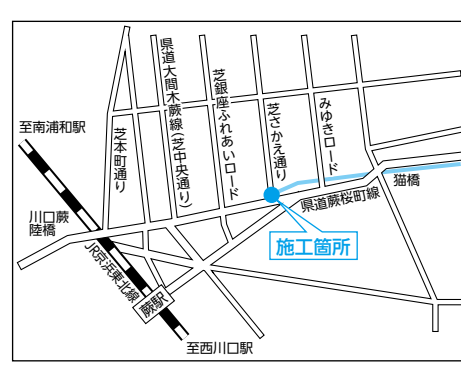 至南浦和駅
芝本町通り
県道大間木蕨線(芝中央通り)
芝銀座ふれあいロード
芝さかえ通り
みゆきロード
猫橋
県道蕨桜町線
施工箇所
川口蕨
陸橋
JR京浜東北線
蕨駅
至西川口駅